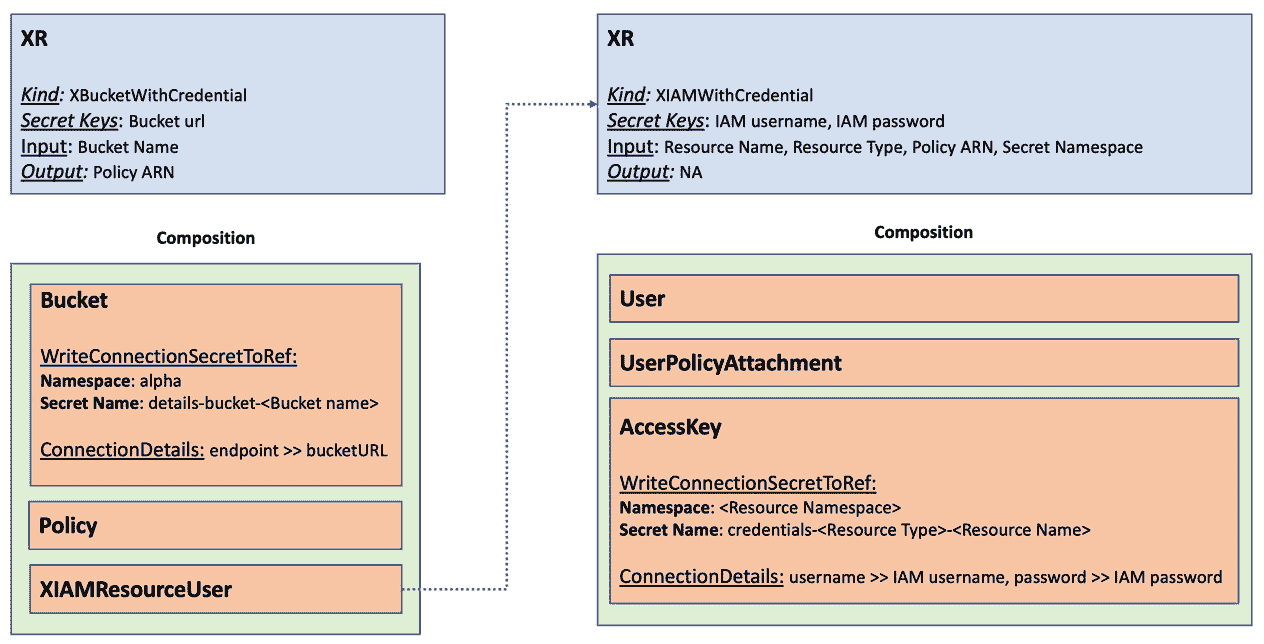 XR
Kind: XBucketWithCredential
Secret Keys: Bucket url
Input: Bucket Name
Output: Policy ARN
Composition
Bucket
WriteConnectionSecretToRef:
Namespace: alpha
Secret Name: details-bucket-<Bucket name>
ConnectionDetails: endpoint >> bucketURL
Policy
XIAMResourceUser
XR
Kind: XIAMWithCredential
Secret Keys: IAM username, IAM password
Input: Resource Name, Resource Type, Policy ARN, Secret Namespace
Output: NA
Composition
User
UserPolicyAttachment
AccessKey
WriteConnectionSecretToRef:
Namespace: <Resource Namespace>
Secret Name: credentials-<Resource Type>-<Resource Name>
ConnectionDetails: username >> IAM username, password >> IAM password